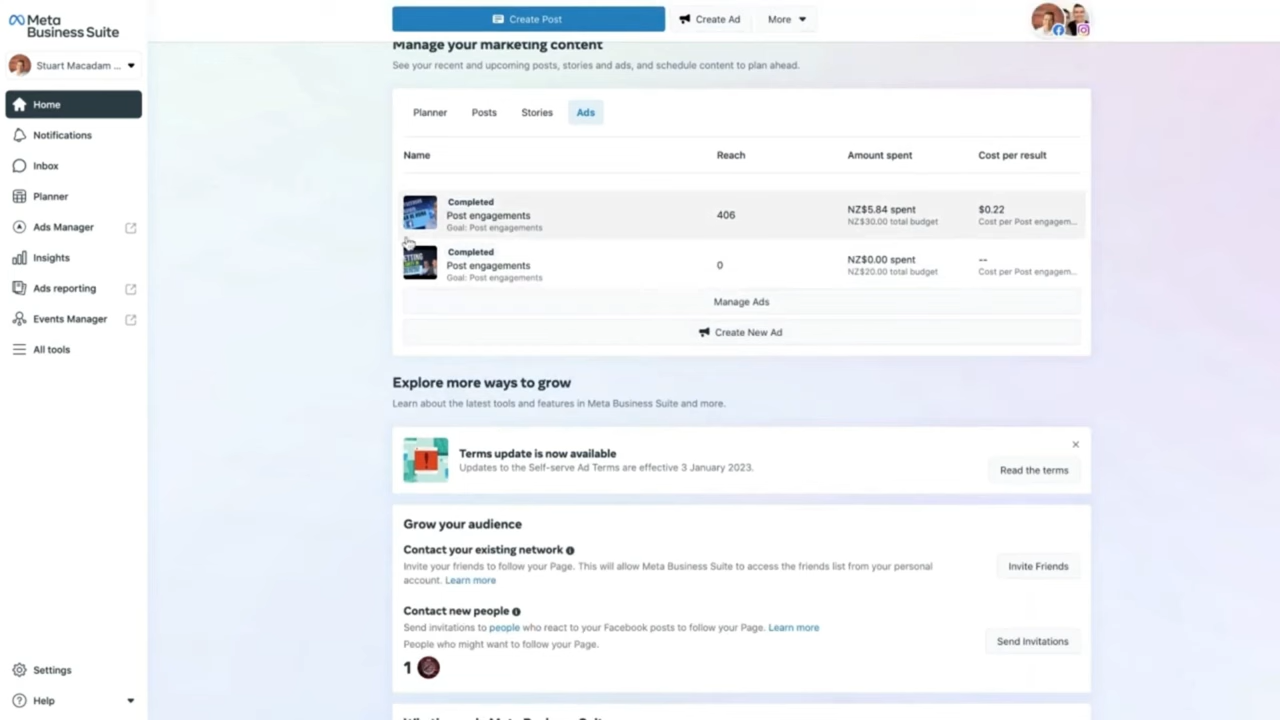 Meta
Business Suite
Stuart Macadam ...
Home
Notifications
Inbox
Planner
Ads Manager
Insights
Ads reporting
Events Manager
All tools
Settings
Help
Create Post
Create Ad
More
Manage your marketing content
See your recent and upcoming posts, stories and ads, and schedule content to plan ahead.
Planner Posts Stories Ads
Name Reach Amount spent Cost per result
Completed
Post engagements
Goal: Post engagements
406
NZ$5.84 spent
NZ$30.00 total budget
$0.22
Cost per Post engagem...
Completed
Post engagements
Goal: Post engagements
0
NZ$0.00 spent
NZ$20.00 total budget
--
Cost per Post engagem...
Manage Ads
Create New Ad
Explore more ways to grow
Learn about the latest tools and features in Meta Business Suite and more.
Terms update is now available
Updates to the Self-serve Ad Terms are effective 3 January 2023.
Read the terms
Grow your audience
Contact your existing network
Invite your friends to follow your Page. This will allow Meta Business Suite to access the friends list from your personal
account. Learn more
Invite Friends
Contact new people
Send invitations to people who react to your Facebook posts to follow your Page. Learn more
People who might want to follow your Page.
1
Send Invitations